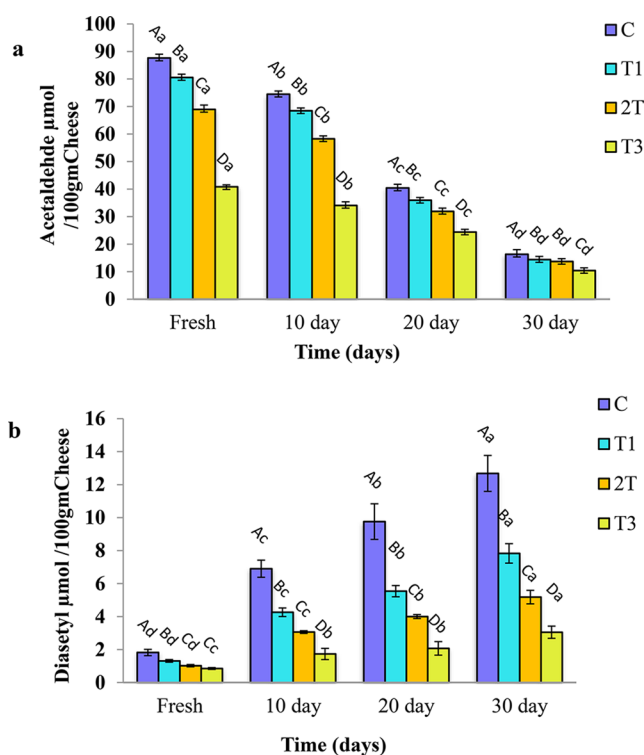 a
Acetaldehde µmol
/100gmCheese
100
90
80
70
60
50
40
30
20
10
0
Aa
Ba
Ca
Da
Ab
Bb
Cb
Db
Ac
Bc
Cc
Dc
Ad
Bd
Bd
Cd
C
T1
2T
T3
Fresh
10 day
20 day
30 day
Time (days)
b
Diasetyl µmol /100gmCheese
16
14
12
10
8
6
4
2
0
Ad
Bd
Cd
Cc
Ac
Bc
Cc
Db
Ab
Bb
Cb
Db
Aa
Ba
Ca
Da
C
T1
2T
T3
Fresh
10 day
20 day
30 day
Time (days)